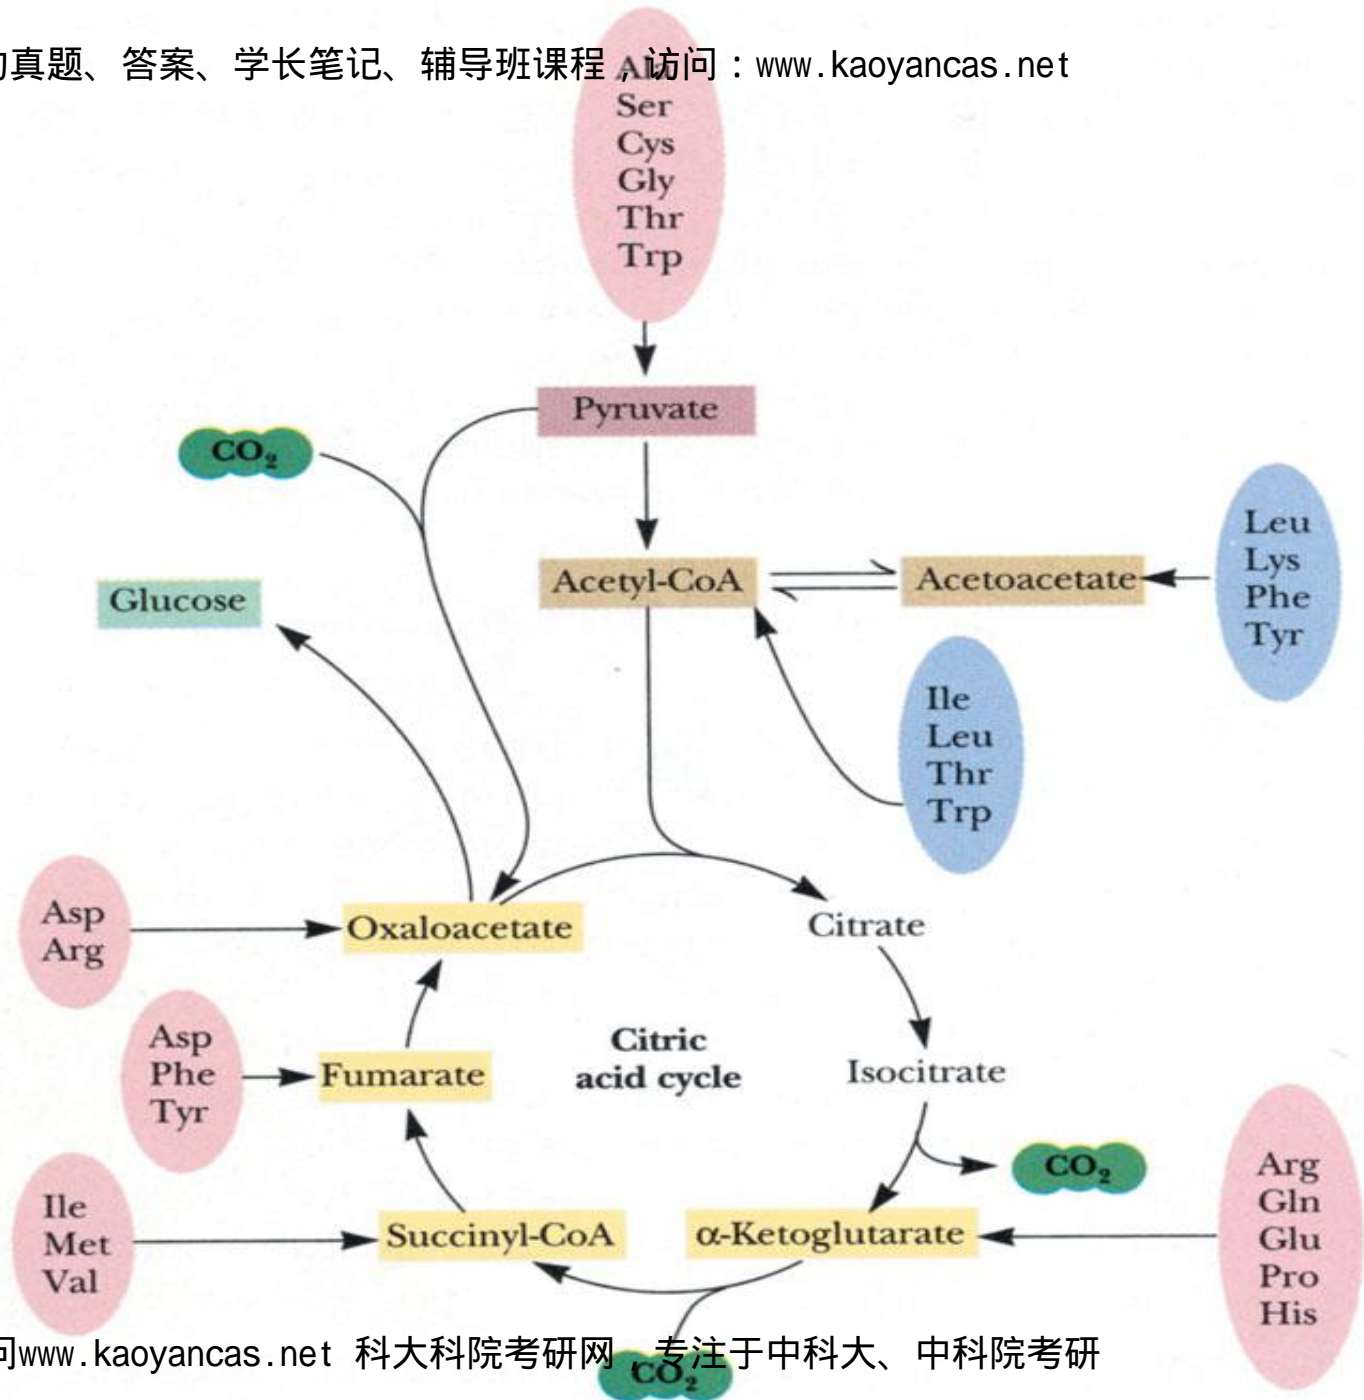 真题、答案、学长笔记、辅导班课程，访问：www.kaoyancas.net
Ala
Ser
Cys
Gly
Thr
Trp
Pyruvate
CO₂
Acetyl-CoA
Acetoacetate
Leu
Lys
Phe
Tyr
Glucose
Ile
Leu
Thr
Trp
Asp
Arg
Oxaloacetate
Citrate
Asp
Phe
Tyr
Fumarate
Citric
acid cycle
Isocitrate
CO₂
Ile
Met
Val
Succinyl-CoA
α-Ketoglutarate
Arg
Gln
Glu
Pro
His
问www.kaoyancas.net 科大科院考研网，专注于中科大、中科院考研
CO₂